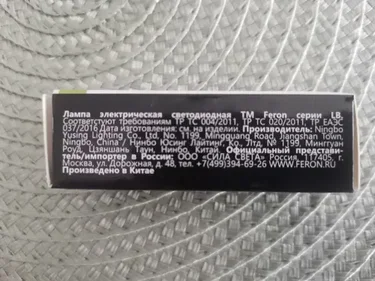 Лампа электрическая светодиодная ТМ Feron серии LB.
Соответствуют требованиям ТР ТС 004/2011, ТР ТС 020/2011, ТР ЕАЭС
037/2016 Дата изготовления: см. на изделии. Производитель: Ningbo
Yusing Lighting Co., Ltd, No. 1199, Mingguang Road, Jiangshan Town,
Ningbo, China / Нинбо Юсинг Лайтинг, Ко., Лтд, № 1199, Мингуан
Роуд, Цзяншань Таун, Нинбо, Китай. Официальный представи-
тель/импортер в России: ООО «СИЛА СВЕТА» Россия, 117405, г.
Москва, ул. Дорожная, д. 48, тел. +7(499)394-69-26 WWW.FERON.RU
Произведено в Китае